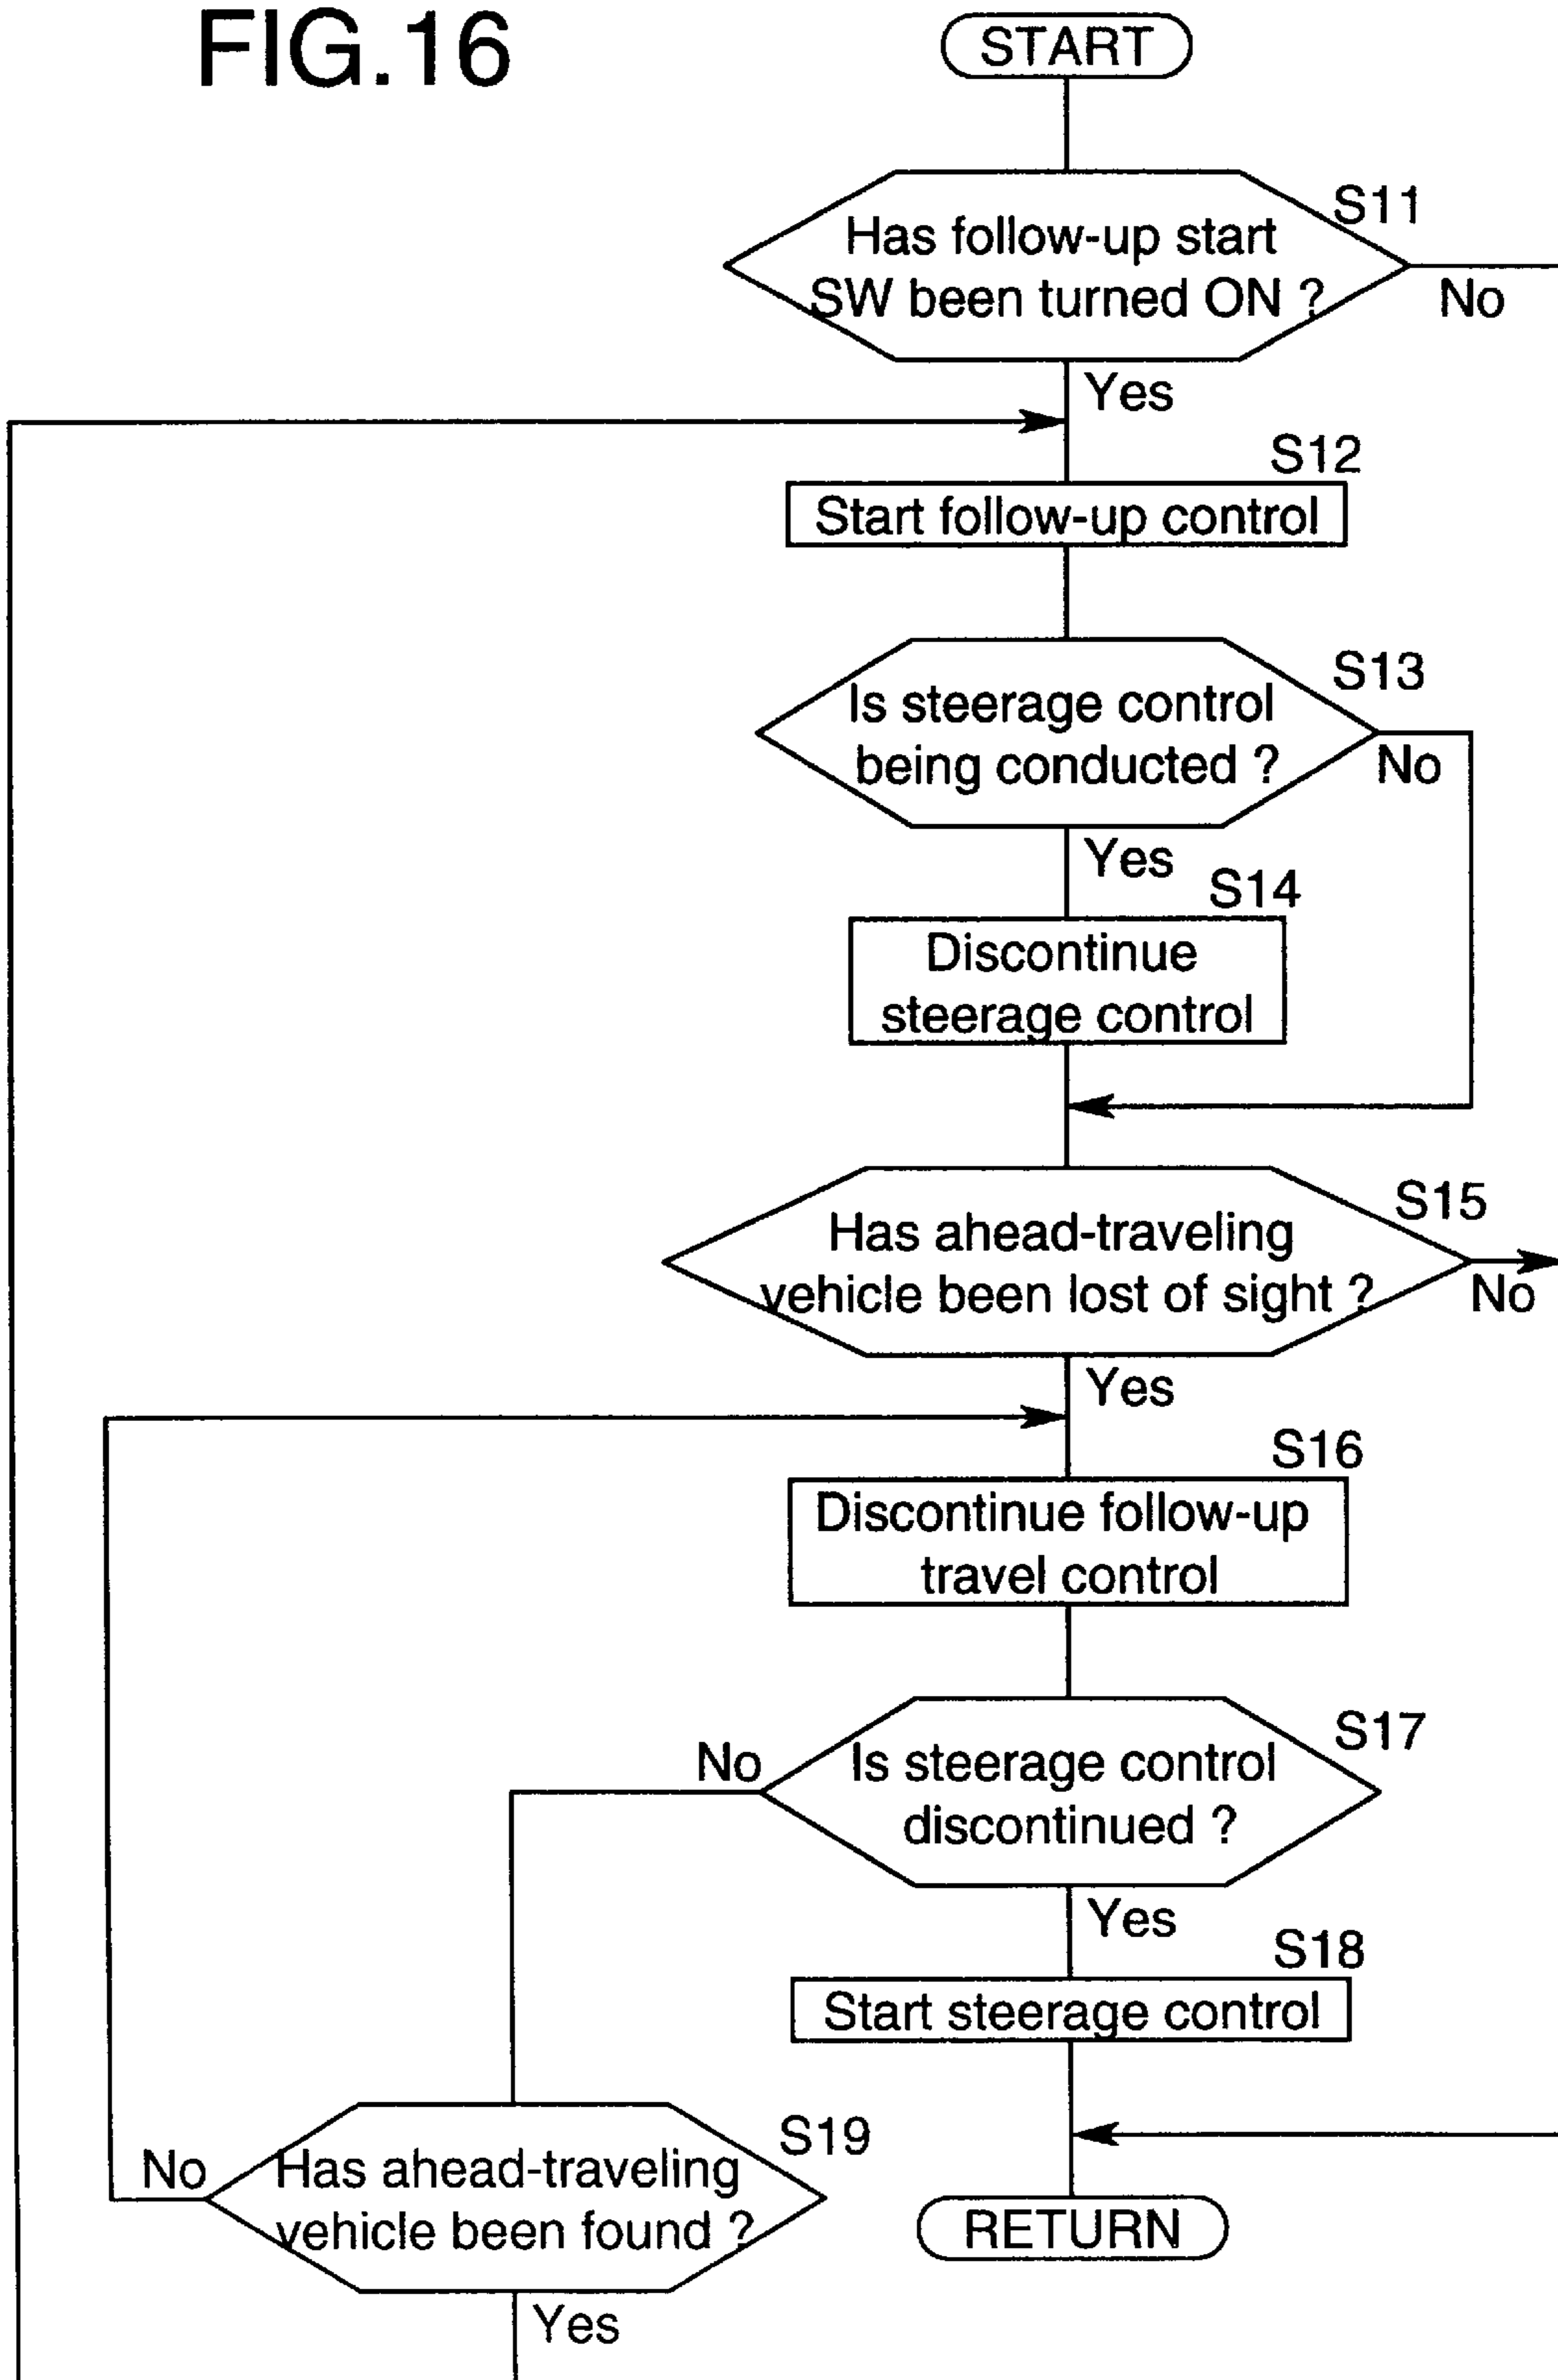 FIG.16
START
S11
Has follow-up start
SW been turned ON ?
No
Yes
S12
Start follow-up control
S13
Is steerage control
being conducted ?
No
Yes
S14
Discontinue
steerage control
S15
Has ahead-traveling
vehicle been lost of sight ?
No
Yes
S16
Discontinue follow-up
travel control
S17
No
Is steerage control
discontinued ?
Yes
S18
Start steerage control
S19
No
Has ahead-traveling
vehicle been found ?
RETURN
Yes